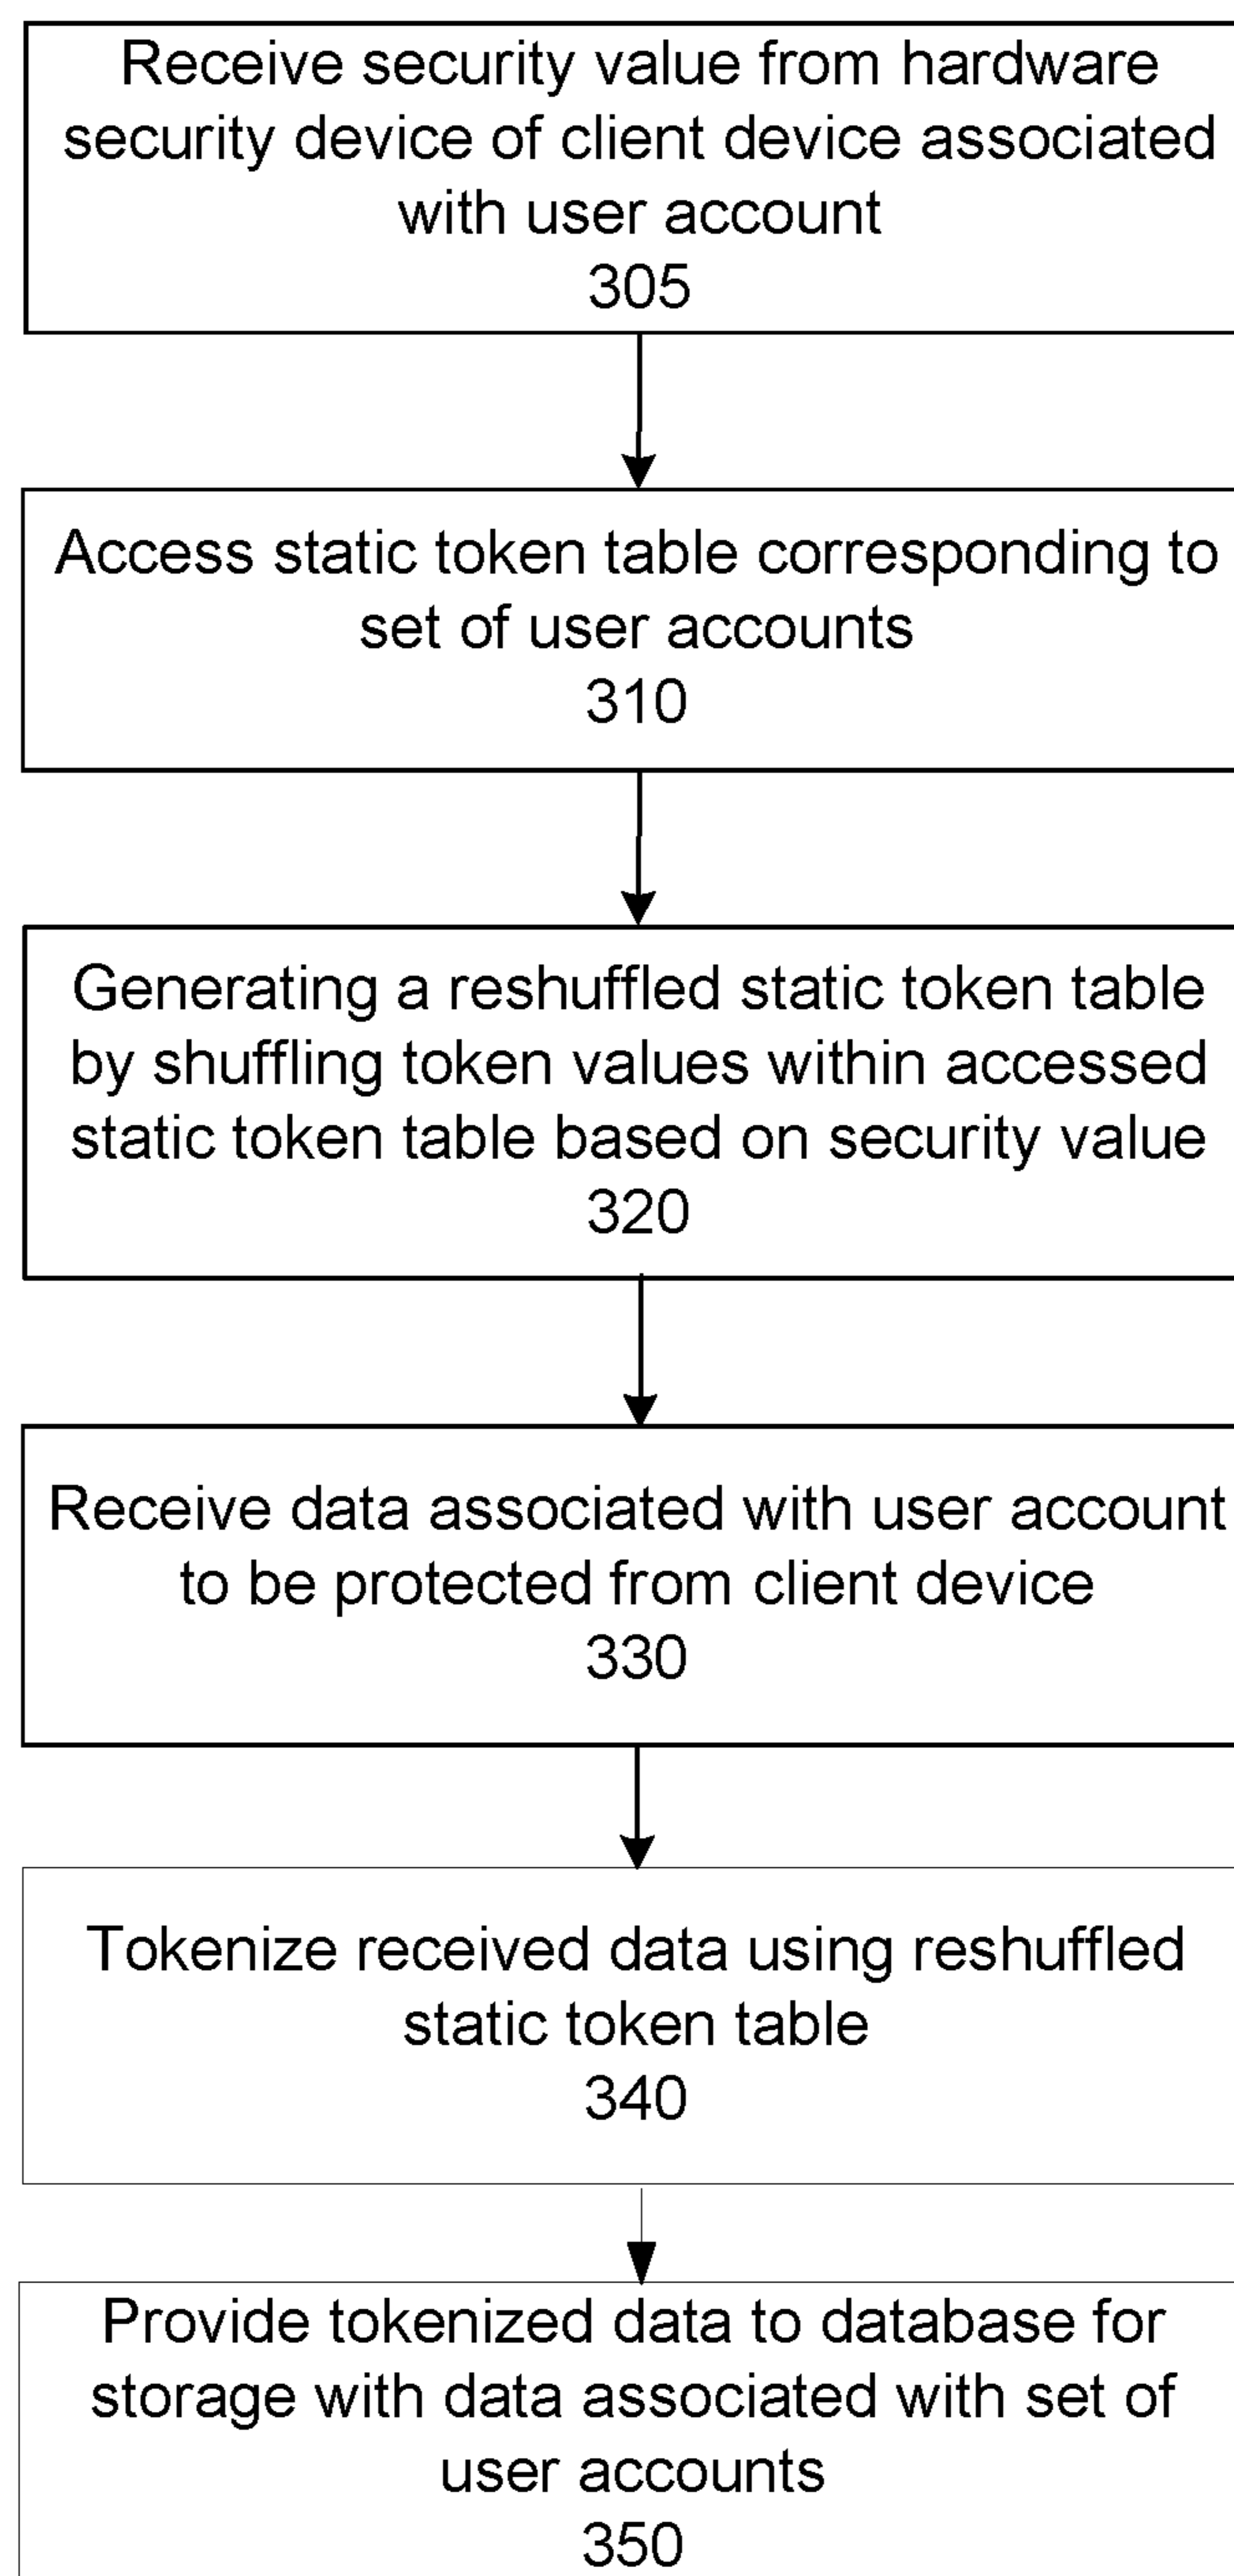 Receive security value from hardware
security device of client device associated
with user account
305
Access static token table corresponding to
set of user accounts
310
Generating a reshuffled static token table
by shuffling token values within accessed
static token table based on security value
320
Receive data associated with user account
to be protected from client device
330
Tokenize received data using reshuffled
static token table
340
Provide tokenized data to database for
storage with data associated with set of
user accounts
350